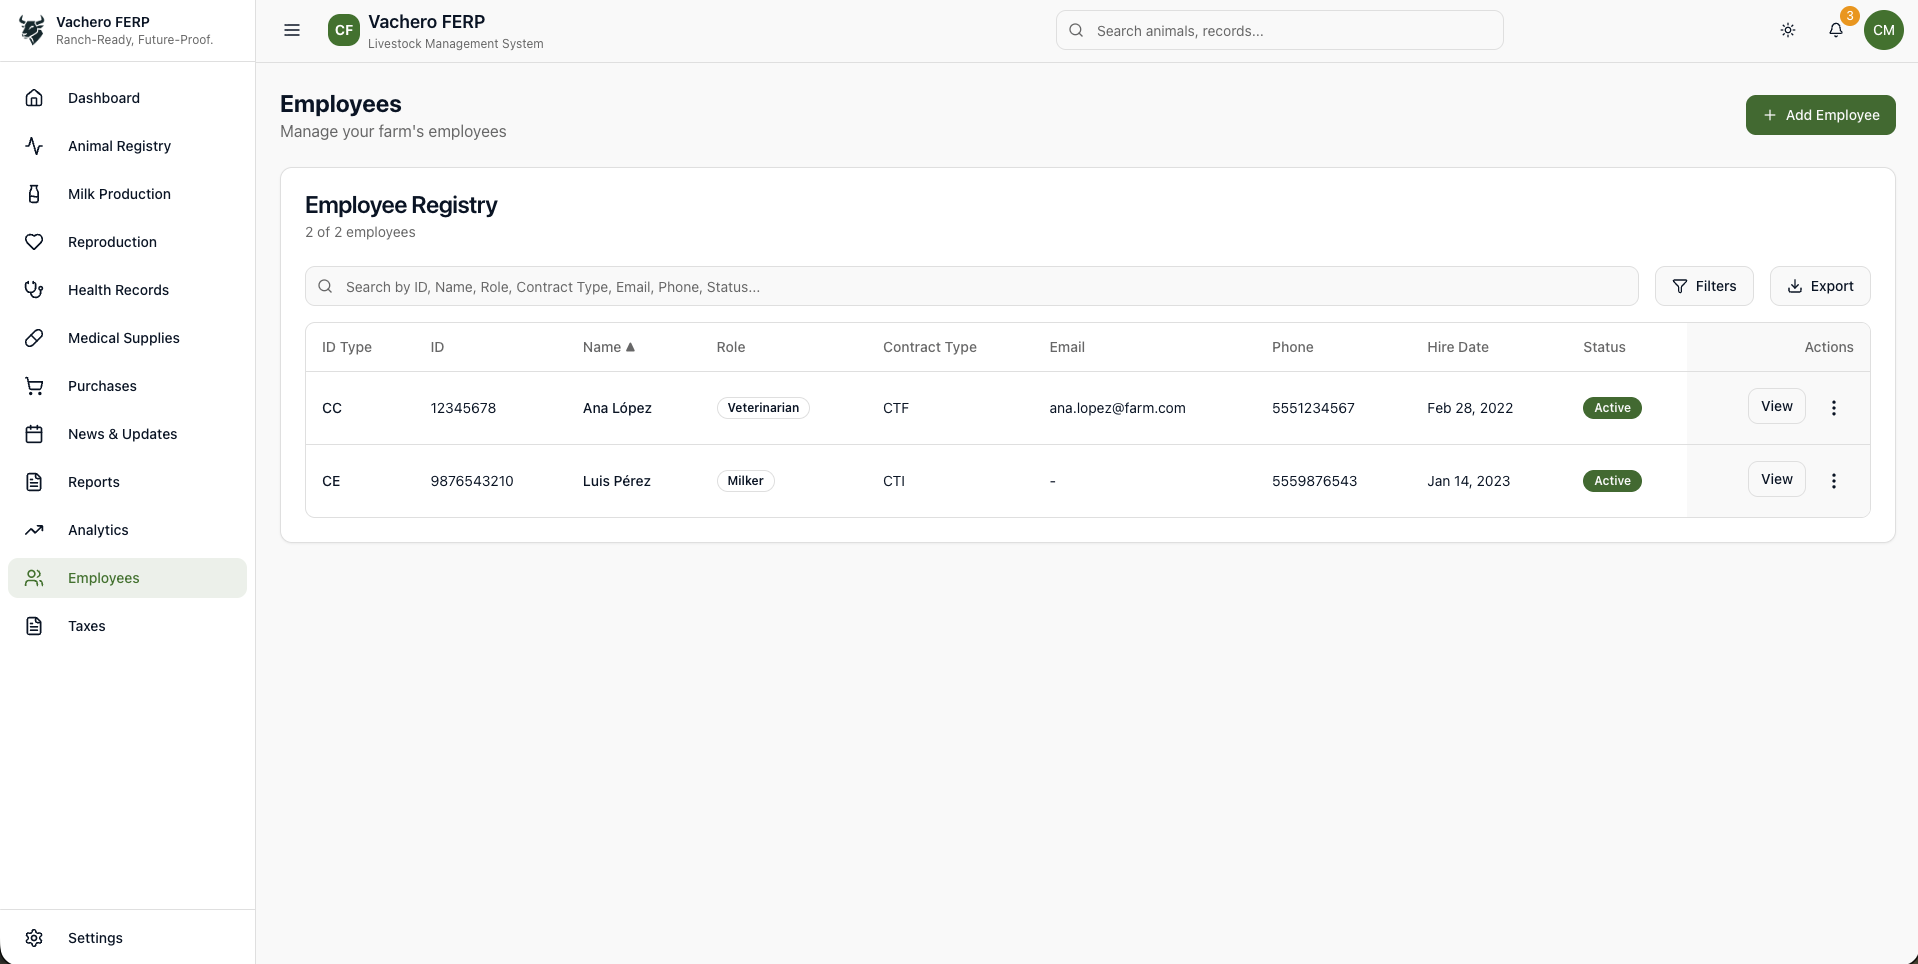 Vachero FERP
Ranch-Ready, Future-Proof.
CF
Vachero FERP
Livestock Management System
Search animals, records...
3
CM
Dashboard
Animal Registry
Milk Production
Reproduction
Health Records
Medical Supplies
Purchases
News & Updates
Reports
Analytics
Employees
Taxes
Settings
Employees
Manage your farm's employees
Add Employee
Employee Registry
2 of 2 employees
Search by ID, Name, Role, Contract Type, Email, Phone, Status...
Filters
Export
ID Type ID Name ▲ Role Contract Type Email Phone Hire Date Status Actions
CC 12345678 Ana López Veterinarian CTF ana.lopez@farm.com 5551234567 Feb 28, 2022 Active View
CE 9876543210 Luis Pérez Milker CTI - 5559876543 Jan 14, 2023 Active View